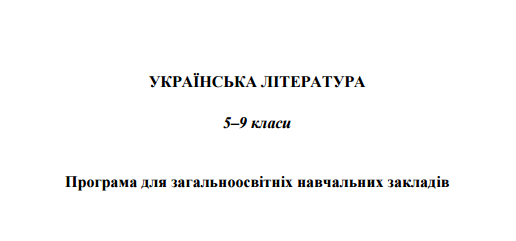 УКРАЇНСЬКА ЛІТЕРАТУРА
5–9 класи
Програма для загальноосвітніх навчальних закладів